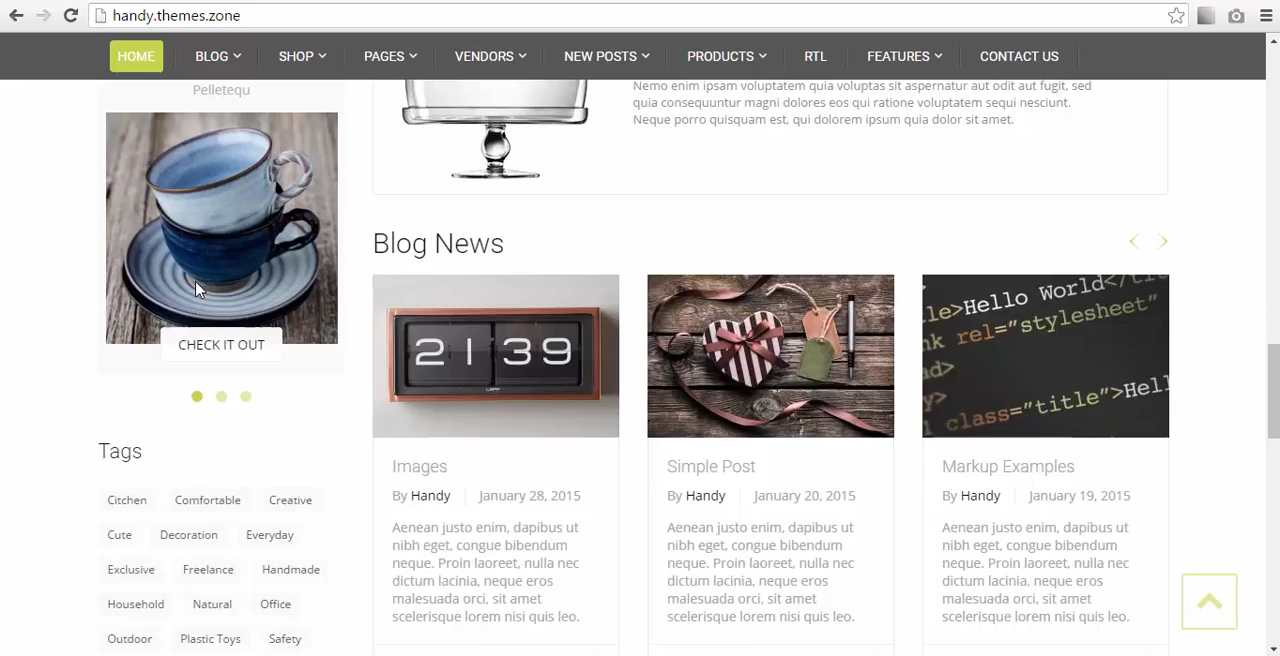 handy.themes.zone
HOME BLOG SHOP PAGES VENDORS NEW POSTS PRODUCTS RTL FEATURES CONTACT US
Pelletequ
CHECK IT OUT
Tags
Citchen Comfortable Creative
Cute Decoration Everyday
Exclusive Freelance Handmade
Household Natural Office
Outdoor Plastic Toys Safety
Nemo enim ipsam voluptatem quia voluptas sit aspernatur aut odit aut fugit, sed
quia consequuntur magni dolores eos qui ratione voluptatem sequi nesciunt.
Neque porro quisquam est, qui dolorem ipsum quia dolor sit amet.
Blog News
21 39
Images
By Handy January 28, 2015
Aenean justo enim, dapibus ut
nibh eget, congue bibendum
neque. Proin laoreet, nulla nec
dictum lacinia, neque eros
malesuada orci, sit amet
scelerisque lorem nisi quis leo.
Simple Post
By Handy January 20, 2015
Aenean justo enim, dapibus ut
nibh eget, congue bibendum
neque. Proin laoreet, nulla nec
dictum lacinia, neque eros
malesuada orci, sit amet
scelerisque lorem nisi quis leo.
title>Hello World</
rel="stylesheet"
class="title">Hell
Markup Examples
By Handy January 19, 2015
Aenean justo enim, dapibus ut
nibh eget, congue bibendum
neque. Proin laoreet, nulla nec
dictum lacinia, neque eros
malesuada orci, sit amet
scelerisque lorem nisi quis leo.